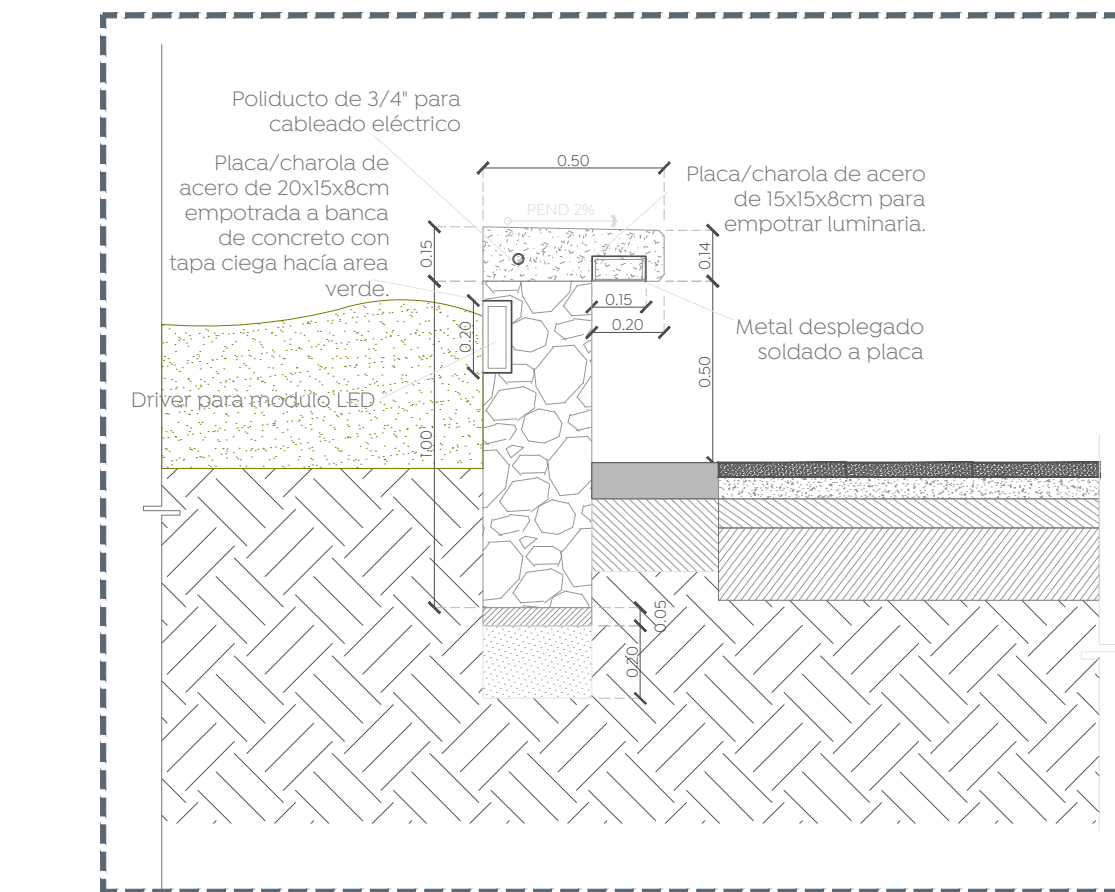 Poliducto de 3/4" para
cableado eléctrico
Placa/charola de
acero de 20x15x8cm
empotrada a banca
de concreto con
tapa ciega hacía area
verde.
Driver para modulo LED
0.50
PEND 2%
Placa/charola de acero
de 15x15x8cm para
empotrar luminaria.
Metal desplegado
soldado a placa
0.15
0.14
0.15
0.20
0.20
0.50
1.00
0.05
0.20